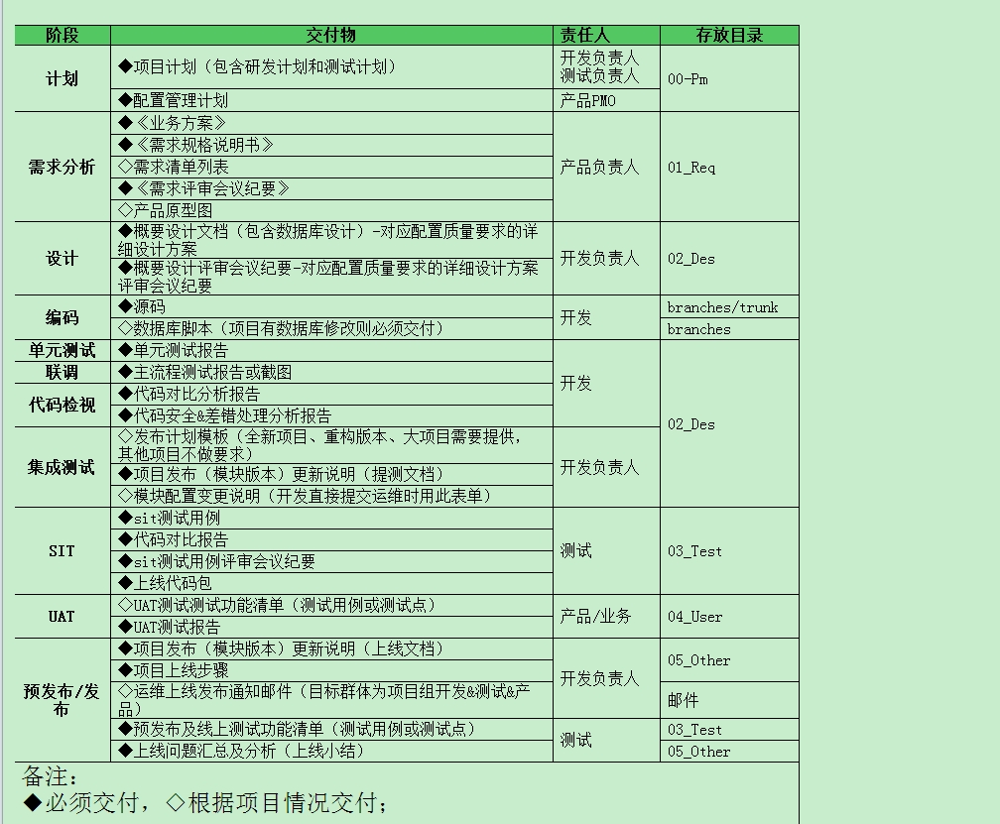 阶段 交付物 责任人 存放目录
计划 ◆项目计划（包含研发计划和测试计划） 开发负责人 测试负责人 00-Pm
◆配置管理计划 产品PMO
需求分析 ◆《业务方案》 产品负责人 01_Req
◆《需求规格说明书》
◇需求清单列表
◆《需求评审会议纪要》
◇产品原型图
设计 ◆概要设计文档（包含数据库设计）-对应配置质量要求的详
细设计方案 开发负责人 02_Des
◆概要设计评审会议纪要-对应配置质量要求的详细设计方案
评审会议纪要
编码 ◆源码 开发 branches/trunk
◇数据库脚本（项目有数据库修改则必须交付） branches
单元测试 ◆单元测试报告 开发 02_Des
联调 ◆主流程测试报告或截图
代码检视 ◆代码对比分析报告
◆代码安全&差错处理分析报告
集成测试 ◇发布计划模板（全新项目、重构版本、大项目需要提供，
其他项目不做要求） 开发负责人
◆项目发布（模块版本）更新说明（提测文档）
◇模块配置变更说明（开发直接提交运维时用此表单）
SIT ◆sit测试用例 测试 03_Test
◆代码对比报告
◆sit测试用例评审会议纪要
◆上线代码包
UAT ◇UAT测试测试功能清单（测试用例或测试点） 产品/业务 04_User
◆UAT测试报告
预发布/发
布 ◆项目发布（模块版本）更新说明（上线文档） 开发负责人 05_Other
◆项目上线步骤
◇运维上线发布通知邮件（目标群体为项目组开发&测试&产
品） 邮件
◆预发布及线上测试功能清单（测试用例或测试点） 测试 03_Test
◆上线问题汇总及分析（上线小结） 05_Other
备注：
◆必须交付，◇根据项目情况交付；